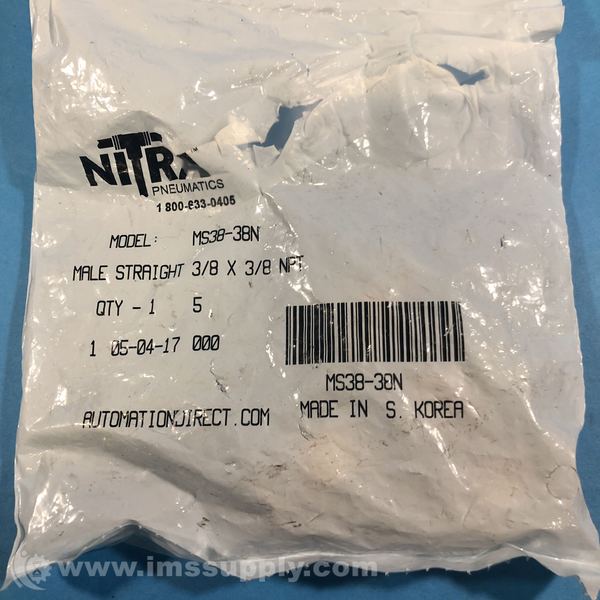 NITRA
TM
PNEUMATICS
1 800-633-0405
MODEL: MS38-38N
MALE STRAIGHT 3/8 X 3/8 NPT
QTY - 1 5
1 05-04-17 000
MS38-38N
AUTOMATIONDIRECT.COM MADE IN S. KOREA
www.imssupply.com